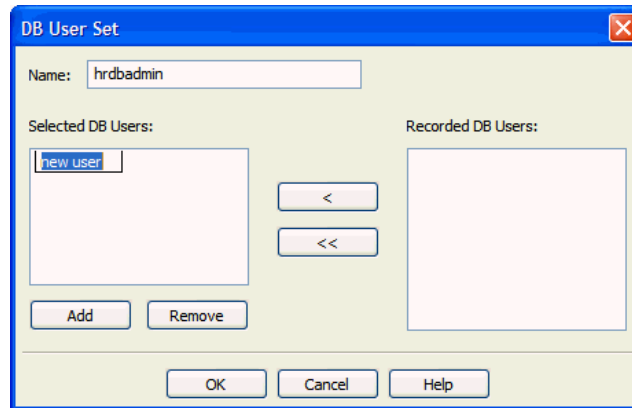 DB User Set
Name: hrdbadmin
Selected DB Users:
Recorded DB Users:
new user
<
<<
Add
Remove
OK
Cancel
Help